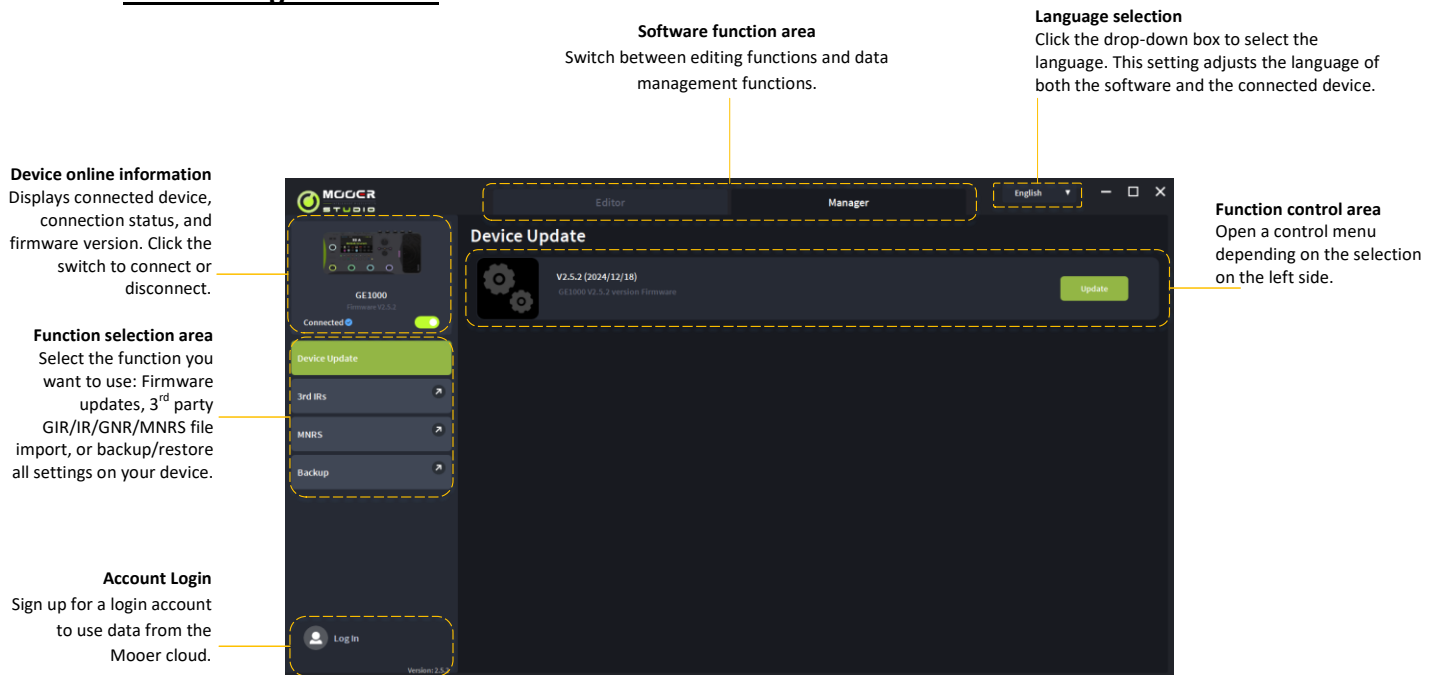 Software function area
Switch between editing functions and data
management functions.
Language selection
Click the drop-down box to select the
language. This setting adjusts the language of
both the software and the connected device.
Device online information
Displays connected device,
connection status, and
firmware version. Click the
switch to connect or
disconnect.
Function selection area
Select the function you
want to use: Firmware
updates, 3rd party
GIR/IR/GNR/MNRS file
import, or backup/restore
all settings on your device.
Account Login
Sign up for a login account
to use data from the
Mooer cloud.
MOOER
STUDIO
Editor
Manager
English
GE1000
Firmware V2.5.2
Connected
Device Update
3rd IRs
MNRS
Backup
Log In
Version: 2.5.2
Device Update
V2.5.2 (2024/12/18)
GE1000 V2.5.2 version Firmware
Update
Function control area
Open a control menu
depending on the selection
on the left side.